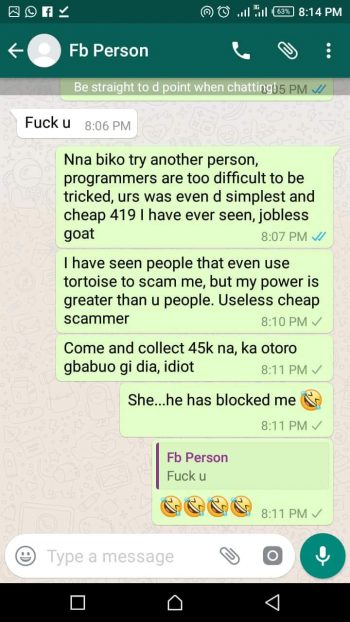 63% 8:14 PM
Fb Person
Be straight to d point when chatting!
05 PM
Fuck u 8:06 PM
Nna biko try another person,
programmers are too difficult to be
tricked, urs was even d simplest and
cheap 419 I have ever seen, jobless
goat
8:07 PM
I have seen people that even use
tortoise to scam me, but my power is
greater than u people. Useless cheap
scammer
8:10 PM
Come and collect 45k na, ka otoro
gbabuo gi dia, idiot
8:11 PM
She...he has blocked me 🤣
8:11 PM
Fb Person
Fuck u
🤣🤣🤣🤣 8:11 PM
Type a message